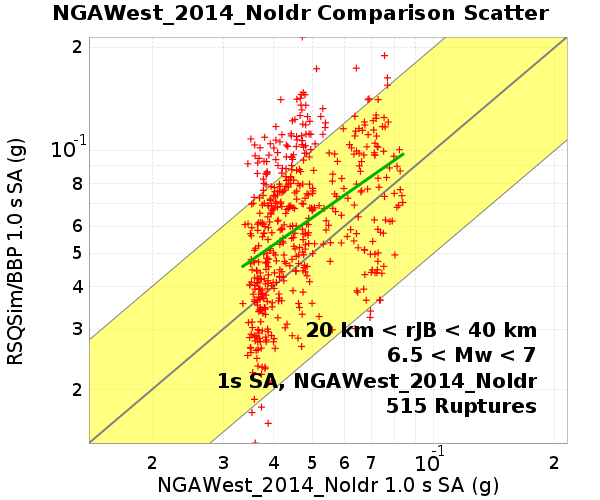 NGAWest_2014_NoIdr Comparison Scatter
RSQSim/BBP 1.0 s SA (g)
2
10-1
8
6
5
4
3
2
20 km < rJB < 40 km
6.5 < Mw < 7
1s SA, NGAWest_2014_NoIdr
515 Ruptures
2 3 4 5 6 7 10-1 2
NGAWest_2014_NoIdr 1.0 s SA (g)